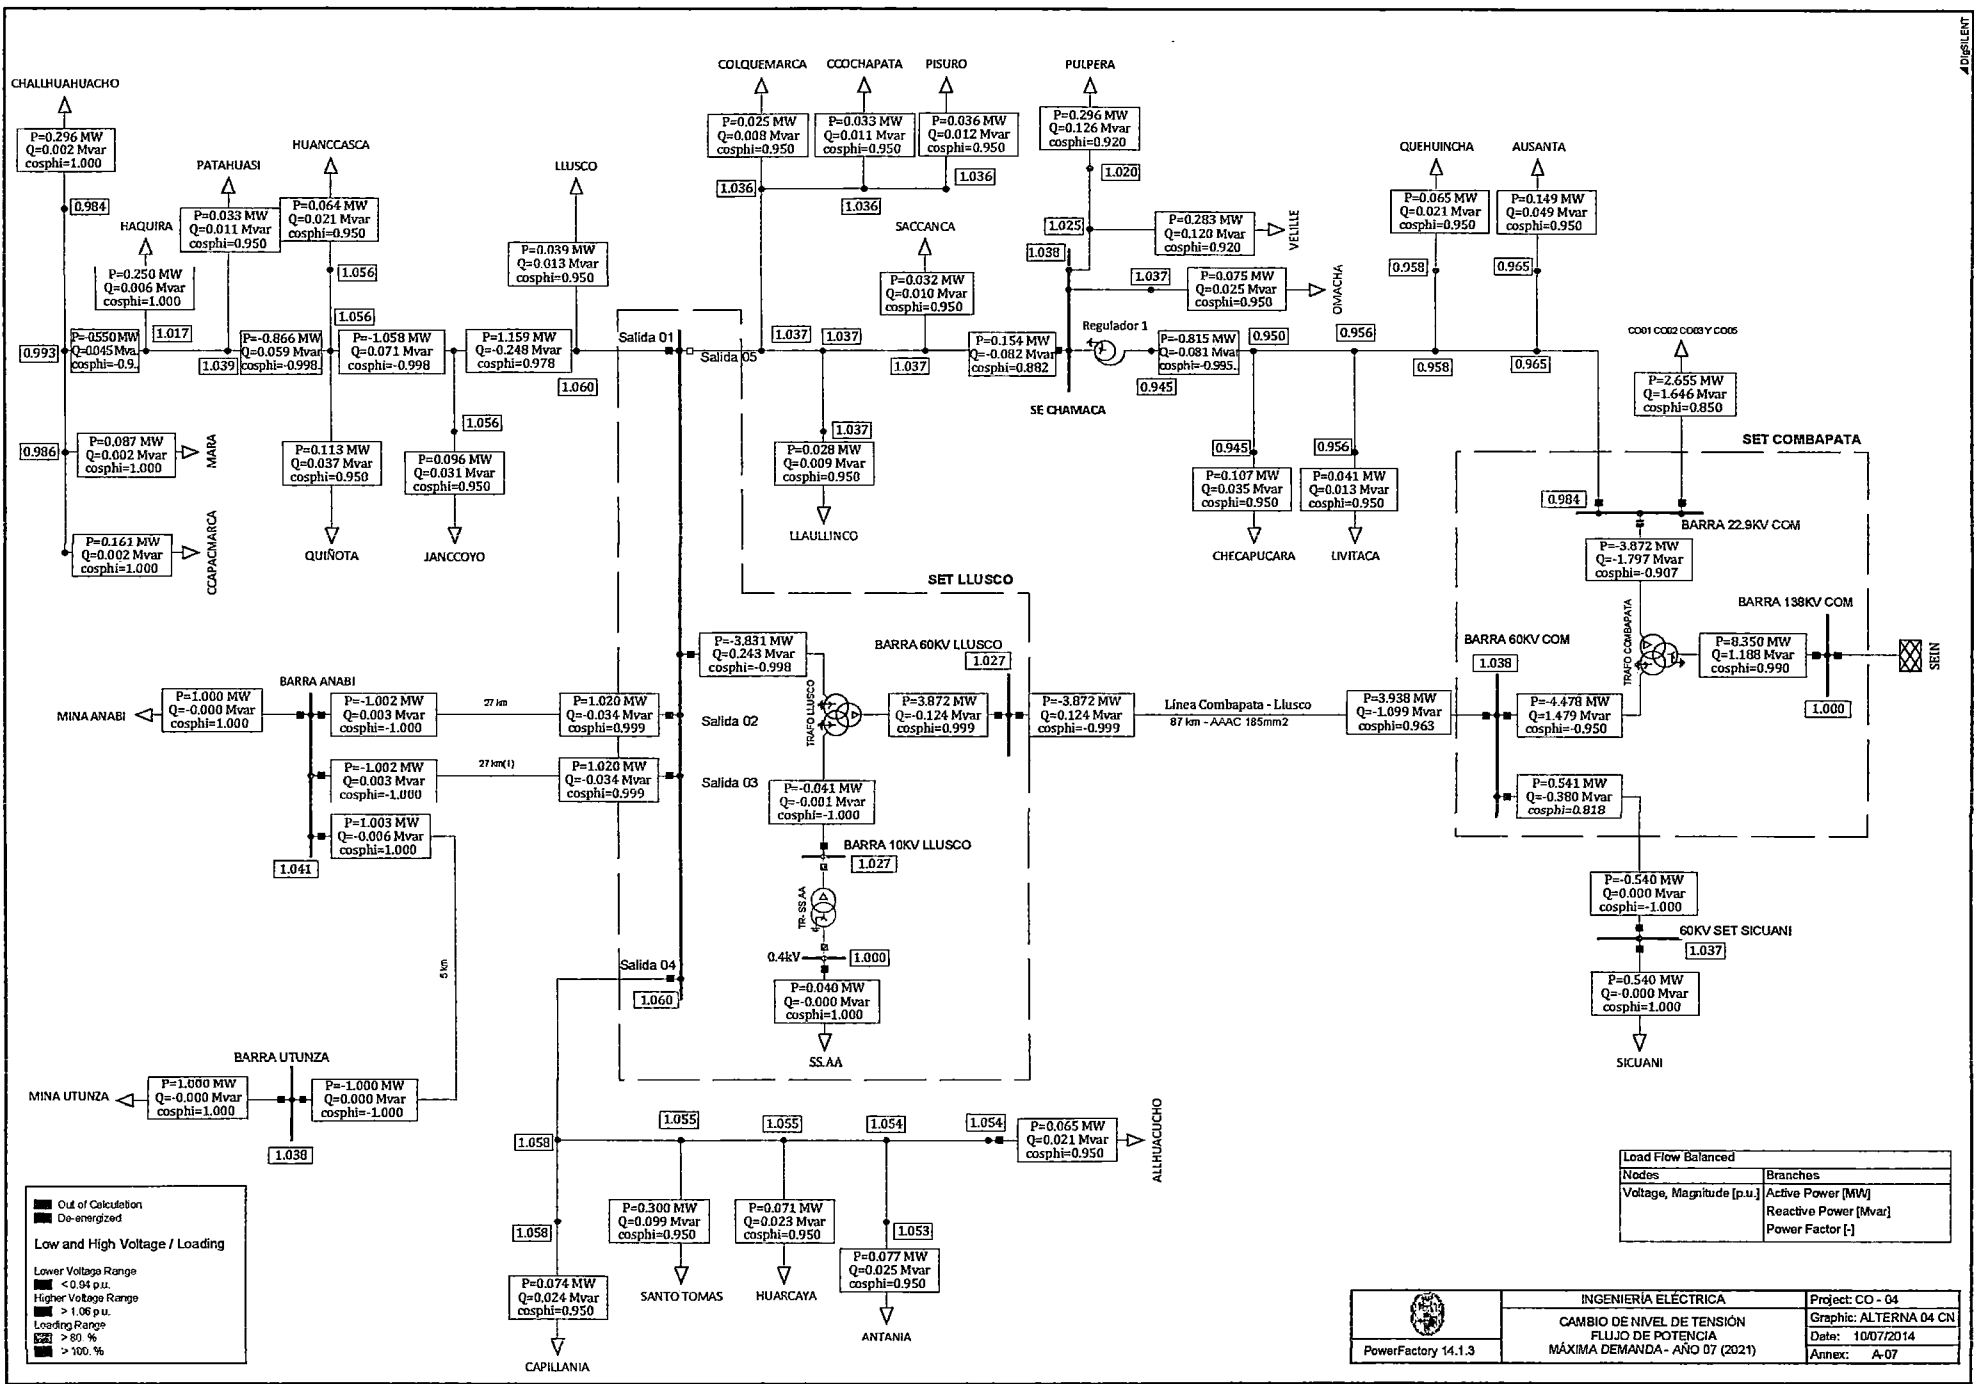 DIgSILENT
CHALLHUAHUACHO
P=0.296 MW
Q=0.002 Mvar
cosphi=1.000
0.984
HAQUIRA
P=0.250 MW
Q=0.006 Mvar
cosphi=1.000
PATAHUASI
P=0.033 MW
Q=0.011 Mvar
cosphi=0.950
HUANCCASCA
P=0.064 MW
Q=0.021 Mvar
cosphi=0.950
1.056
LLUSCO
P=0.039 MW
Q=0.013 Mvar
cosphi=0.950
0.993
P=-0.550 MW
Q=0.045 Mva
cosphi=-0.9.
1.017
1.039
P=-0.866 MW
Q=0.059 Mvar
cosphi=-0.998.
1.056
P=-1.058 MW
Q=0.071 Mvar
cosphi=-0.998
P=1.159 MW
Q=-0.248 MW
cosphi=0.978
1.060
0.986
P=0.087 MW
Q=0.002 Mvar
cosphi=1.000
MARA
P=0.161 MW
Q=0.002 Mvar
cosphi=1.000
CCAPACMARCA
P=0.113 MW
Q=0.037 Mvar
cosphi=0.950
QUIÑOTA
1.056
P=0.096 MW
Q=0.031 Mvar
cosphi=0.950
JANCCOYO
COLQUEMARCA
P=0.025 MW
Q=0.008 Mvar
cosphi=0.950
CCOCHAPATA
P=0.033 MW
Q=0.011 Mvar
cosphi=0.950
PISURO
P=0.036 MW
Q=0.012 Mvar
cosphi=0.950
1.036
1.036
1.036
SACCANCA
P=0.032 MW
Q=0.010 Mvar
cosphi=0.950
Salida 01
Salida 05
1.037
1.037
1.037
P=0.154 MW
Q=-0.082 Mvar
cosphi=0.882
1.037
P=0.028 MW
Q=0.009 Mvar
cosphi=0.950
LLAULLINCO
PULPERA
P=0.296 MW
Q=0.126 Mvar
cosphi=0.920
1.020
1.025
P=0.283 MW
Q=0.120 Mvar
cosphi=0.920
VELILLE
1.038
1.037
P=0.075 MW
Q=0.025 Mvar
cosphi=0.950
OMACHA
Regulador 1
SE CHAMACA
P=-0.815 MW
Q=-0.081 Mvar
cosphi=-0.995.
0.945
0.950
0.956
QUEHUINCHA
P=0.065 MW
Q=0.021 Mvar
cosphi=0.950
0.958
0.958
AUSANTA
P=0.149 MW
Q=0.049 Mvar
cosphi=0.950
0.965
0.965
0.945
P=0.107 MW
Q=0.035 Mvar
cosphi=0.950
CHECAPUCARA
0.956
P=0.041 MW
Q=0.013 Mvar
cosphi=0.950
LIVITACA
CO01 CO02 CO03 Y CO05
P=2.655 MW
Q=1.646 Mvar
cosphi=0.850
SET COMBAPATA
0.984
BARRA 22.9KV COM
P=-3.872 MW
Q=-1.797 Mvar
cosphi=-0.907
BARRA 138KV COM
TRAFO COMBAPATA
P=8.350 MW
Q=1.188 Mvar
cosphi=0.990
1.000
SEIN
BARRA 60KV COM
1.038
P=-4.478 MW
Q=1.479 Mvar
cosphi=-0.950
P=0.541 MW
Q=-0.380 Mvar
cosphi=0.818
P=-0.540 MW
Q=0.000 Mvar
cosphi=-1.000
60KV SET SICUANI
1.037
P=0.540 MW
Q=-0.000 Mvar
cosphi=1.000
SICUANI
SET LLUSCO
P=-3.831 MW
Q=0.243 Mvar
cosphi=-0.998
BARRA 60KV LLUSCO
1.027
TRAFO LLUSCO
P=3.872 MW
Q=-0.124 Mvar
cosphi=0.999
P=-3.872 MW
Q=0.124 Mvar
cosphi=-0.999
Línea Combapata - Llusco
87 km - AAAC 185mm2
P=3.938 MW
Q=-1.099 Mvar
cosphi=0.963
P=-0.041 MW
Q=-0.001 Mvar
cosphi=-1.000
BARRA 10KV LLUSCO
1.027
TR-SS.AA
0.4kV
1.000
P=0.040 MW
Q=-0.000 Mvar
cosphi=1.000
SS.AA
MINA ANABI
P=1.000 MW
Q=-0.000 Mvar
cosphi=1.000
BARRA ANABI
P=-1.002 MW
Q=0.003 Mvar
cosphi=-1.000
27 km
P=1.020 MW
Q=-0.034 Mvar
cosphi=0.999
Salida 02
P=-1.002 MW
Q=0.003 Mvar
cosphi=-1.000
27 km(1)
P=1.020 MW
Q=-0.034 Mvar
cosphi=0.999
Salida 03
P=1.003 MW
Q=-0.006 Mvar
cosphi=1.000
1.041
5 km
Salida 04
1.060
BARRA UTUNZA
MINA UTUNZA
P=1.000 MW
Q=-0.000 Mvar
cosphi=1.000
P=-1.000 MW
Q=0.000 Mvar
cosphi=-1.000
1.038
1.058
1.055
1.055
1.054
1.054
P=0.065 MW
Q=0.021 Mvar
cosphi=0.950
ALLHUACUCHO
1.058
P=0.074 MW
Q=0.024 Mvar
cosphi=0.950
CAPILLANIA
P=0.300 MW
Q=0.099 Mvar
cosphi=0.950
SANTO TOMAS
P=0.071 MW
Q=0.023 Mvar
cosphi=0.950
HUARCAYA
1.053
P=0.077 MW
Q=0.025 Mvar
cosphi=0.950
ANTANIA
Out of Calculation
De-energized
Low and High Voltage / Loading
Lower Voltage Range
< 0.94 p.u.
Higher Voltage Range
> 1.06 p.u.
Loading Range
> 80. %
> 100. %
Load Flow Balanced
Nodes
Branches
Voltage, Magnitude [p.u.]
Active Power [MW]
Reactive Power [Mvar]
Power Factor [-]
PowerFactory 14.1.3
INGENIERÍA ELÉCTRICA
CAMBIO DE NIVEL DE TENSIÓN
FLUJO DE POTENCIA
MÁXIMA DEMANDA - AÑO 07 (2021)
Project: CO - 04
Graphic: ALTERNA 04 CN
Date: 10/07/2014
Annex: A-07